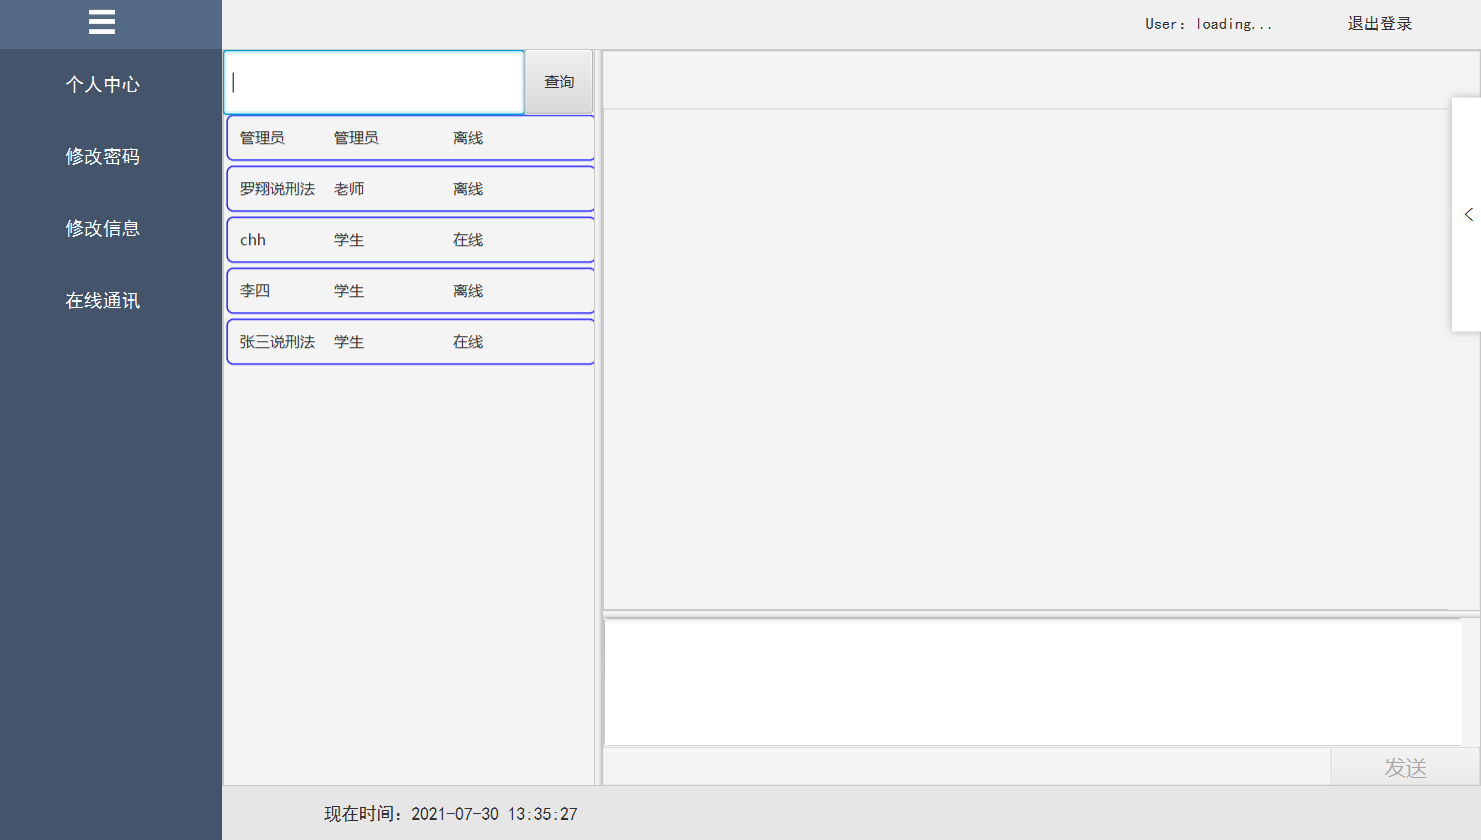 User: loading...
退出登录
个人中心
修改密码
修改信息
在线通讯
查询
管理员 管理员 离线
罗翔说刑法 老师 离线
chh 学生 在线
李四 学生 离线
张三说刑法 学生 在线
发送
现在时间：2021-07-30 13:35:27